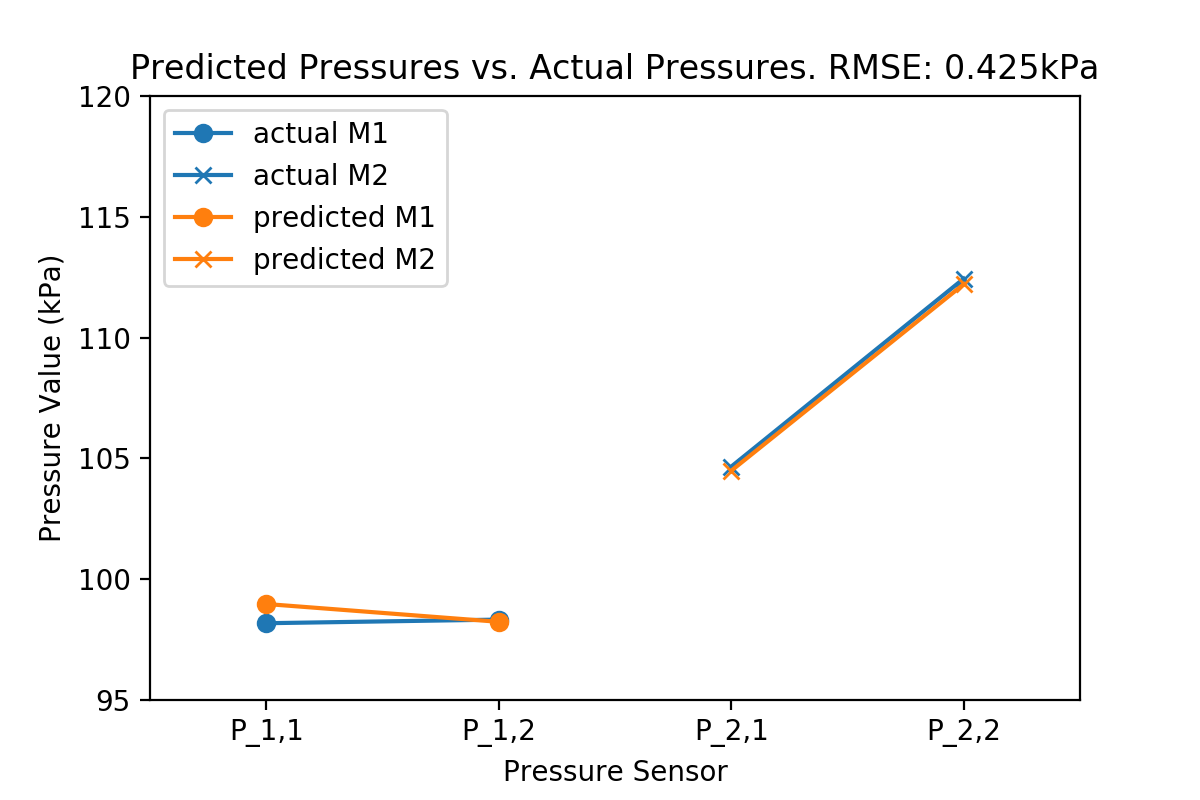 Predicted Pressures vs. Actual Pressures. RMSE: 0.425kPa
120
115
110
105
100
95
Pressure Value (kPa)
actual M1
actual M2
predicted M1
predicted M2
P_1,1
P_1,2
P_2,1
P_2,2
Pressure Sensor